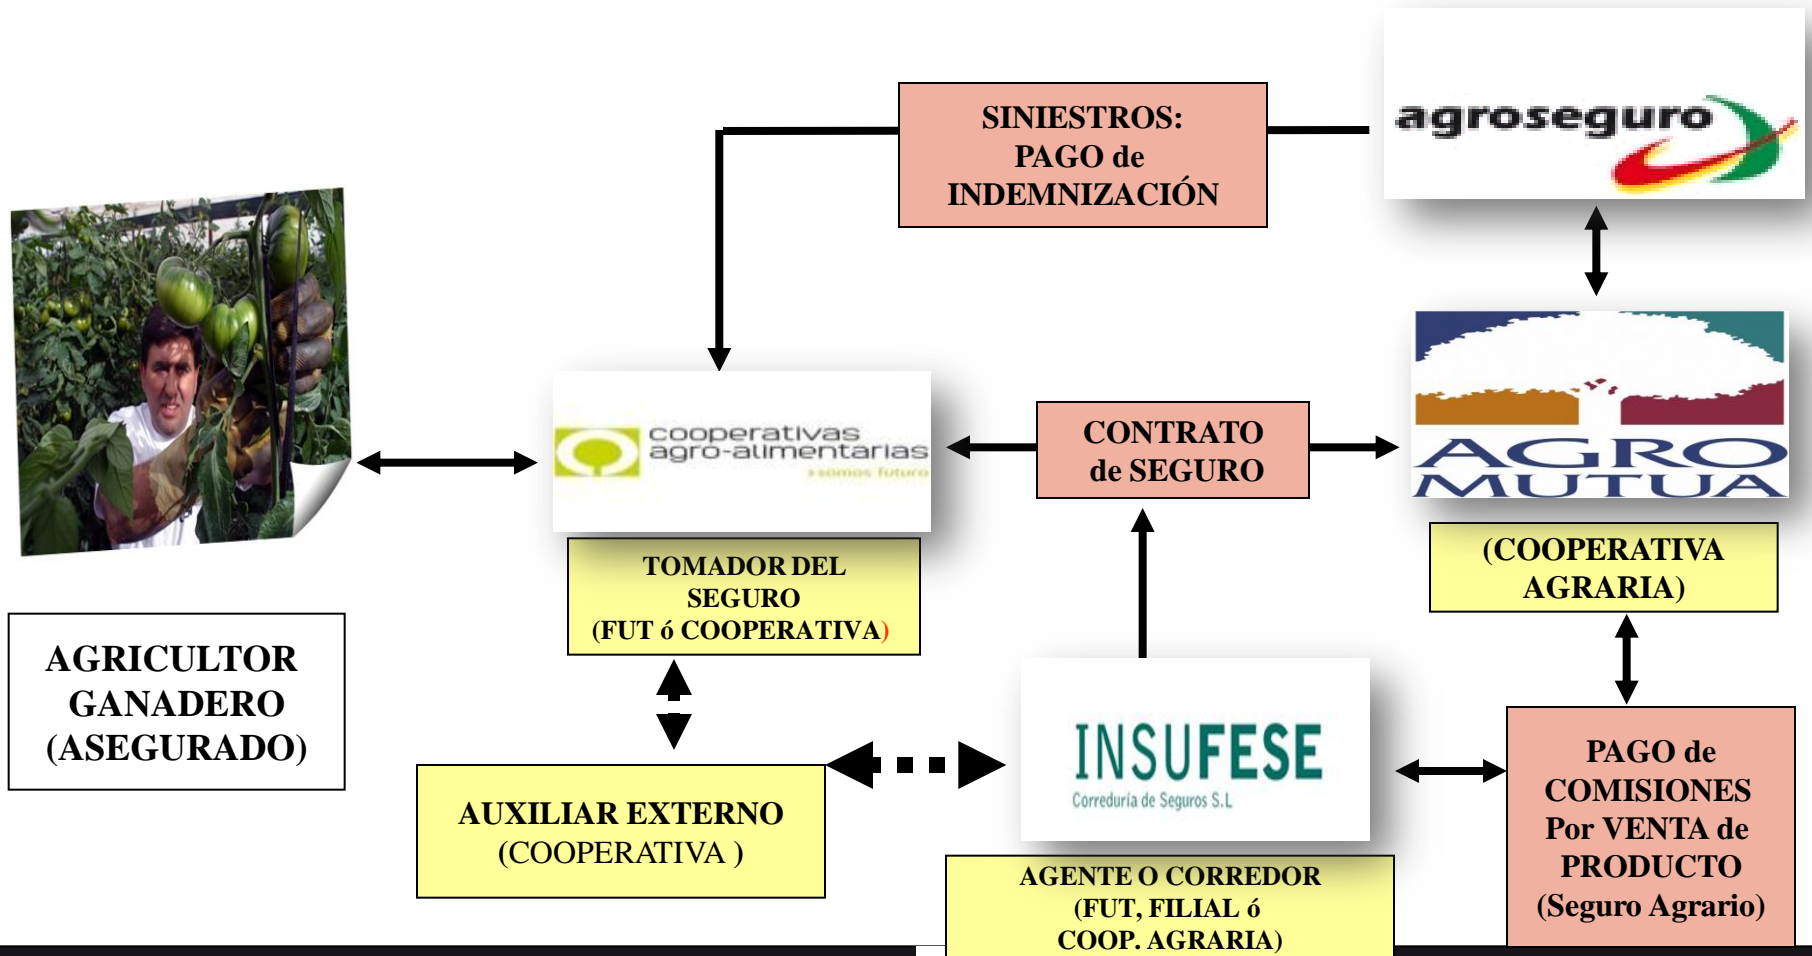 SINIESTROS:
PAGO de
INDEMNIZACIÓN
agroseguro
cooperativas
agro-alimentarias
»somos futuro
CONTRATO
de SEGURO
AGRO
MUTUA
TOMADOR DEL
SEGURO
(FUT ó COOPERATIVA)
(COOPERATIVA
AGRARIA)
AGRICULTOR
GANADERO
(ASEGURADO)
AUXILIAR EXTERNO
(COOPERATIVA )
INSUFESE
Correduría de Seguros S.L
AGENTE O CORREDOR
(FUT, FILIAL ó
COOP. AGRARIA)
PAGO de
COMISIONES
Por VENTA de
PRODUCTO
(Seguro Agrario)